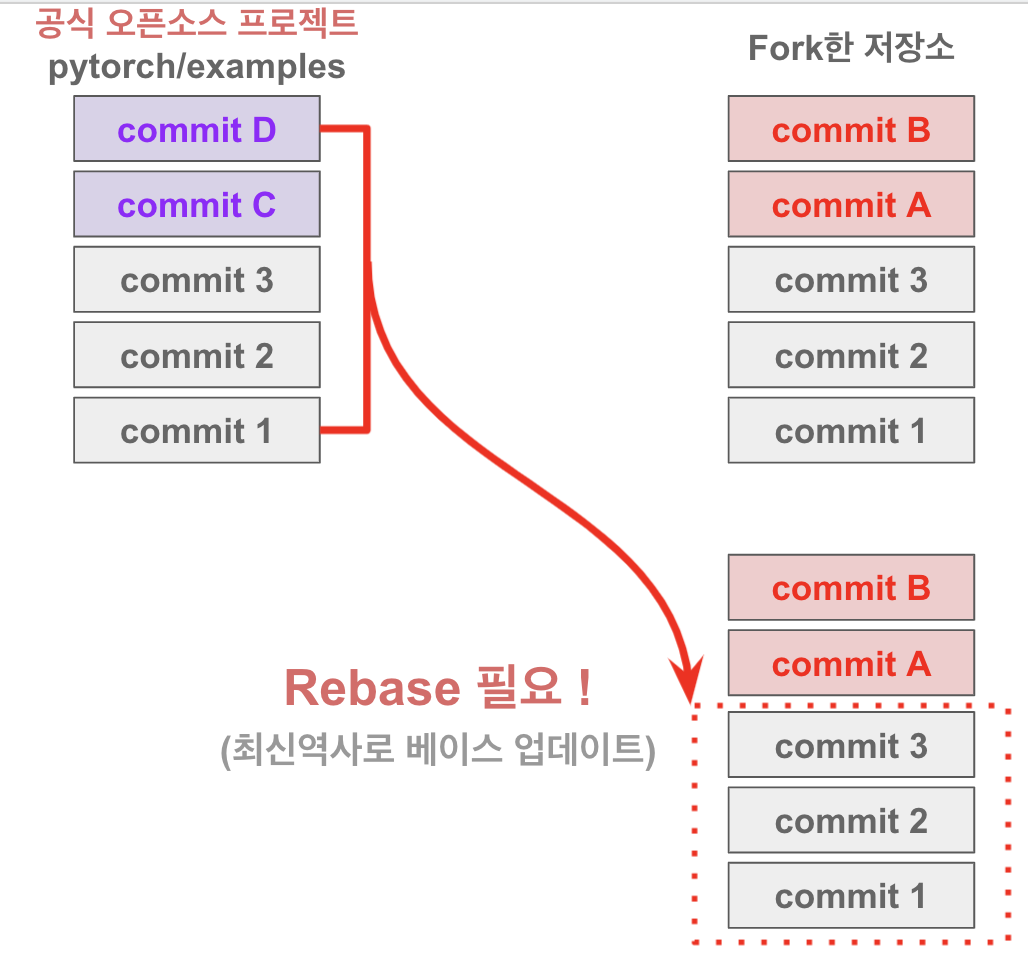 공식 오픈소스 프로젝트
pytorch/examples
commit D
commit C
commit 3
commit 2
commit 1
Fork한 저장소
commit B
commit A
commit 3
commit 2
commit 1
Rebase 필요 !
(최신역사로 베이스 업데이트)
commit B
commit A
commit 3
commit 2
commit 1